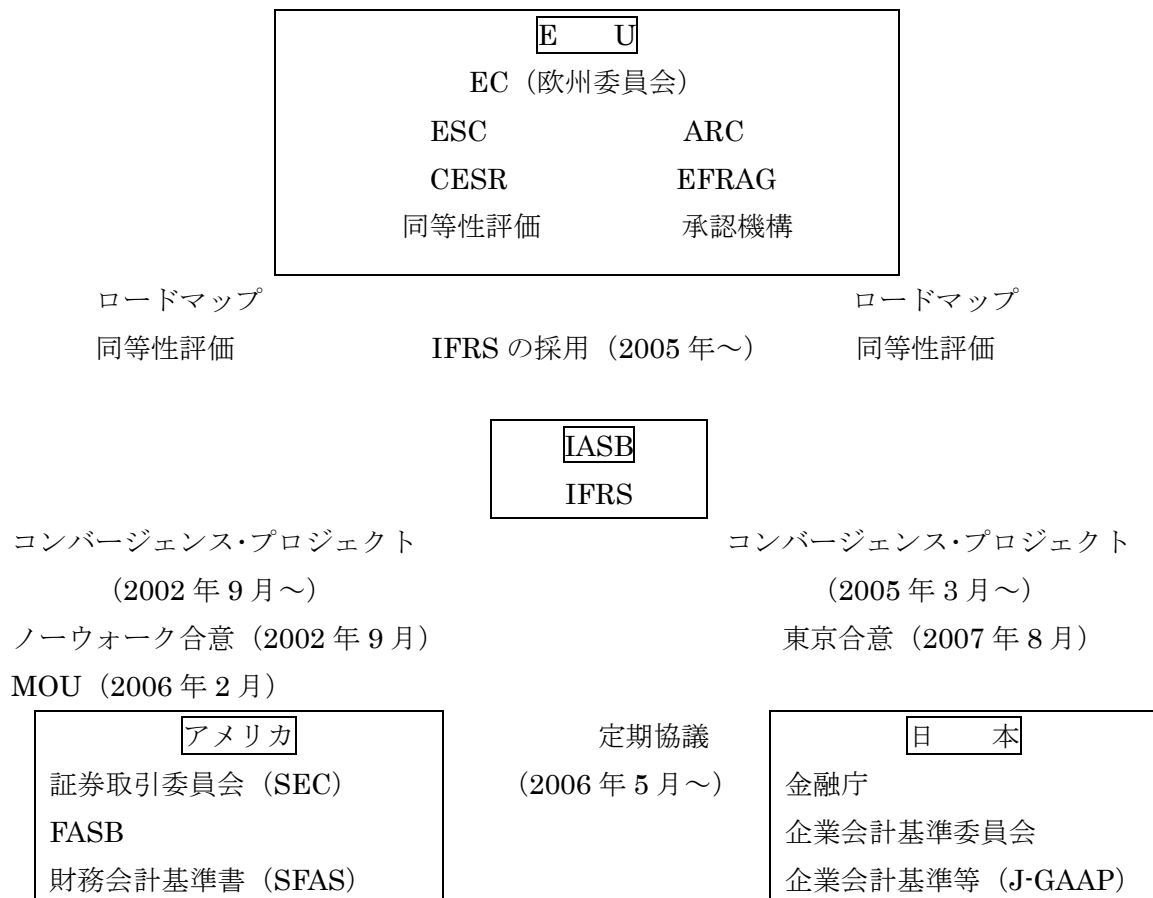 E U
EC（欧州委員会）
ESC ARC
CESR EFRAG
同等性評価 承認機構
ロードマップ ロードマップ
同等性評価 IFRS の採用（2005 年～） 同等性評価
IASB
IFRS
コンバージェンス・プロジェクト コンバージェンス・プロジェクト
（2002 年 9 月～） （2005 年 3 月～）
ノーウォーク合意（2002 年 9 月） 東京合意（2007 年 8 月）
MOU（2006 年 2 月）
アメリカ 定期協議 日 本
証券取引委員会（SEC） （2006 年 5 月～） 金融庁
FASB 企業会計基準委員会
財務会計基準書（SFAS） 企業会計基準等（J-GAAP）